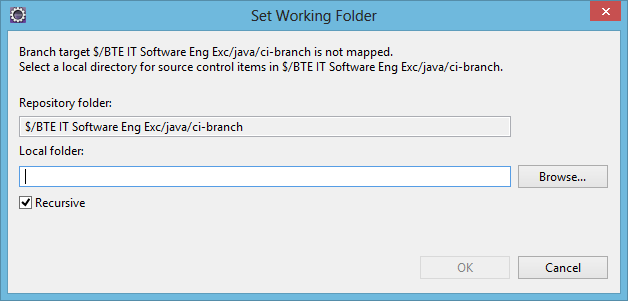 Set Working Folder
Branch target $/BTE IT Software Eng Exc/java/ci-branch is not mapped.
Select a local directory for source control items in $/BTE IT Software Eng Exc/java/ci-branch.
Repository folder:
$/BTE IT Software Eng Exc/java/ci-branch
Local folder:
Browse...
Recursive
OK
Cancel